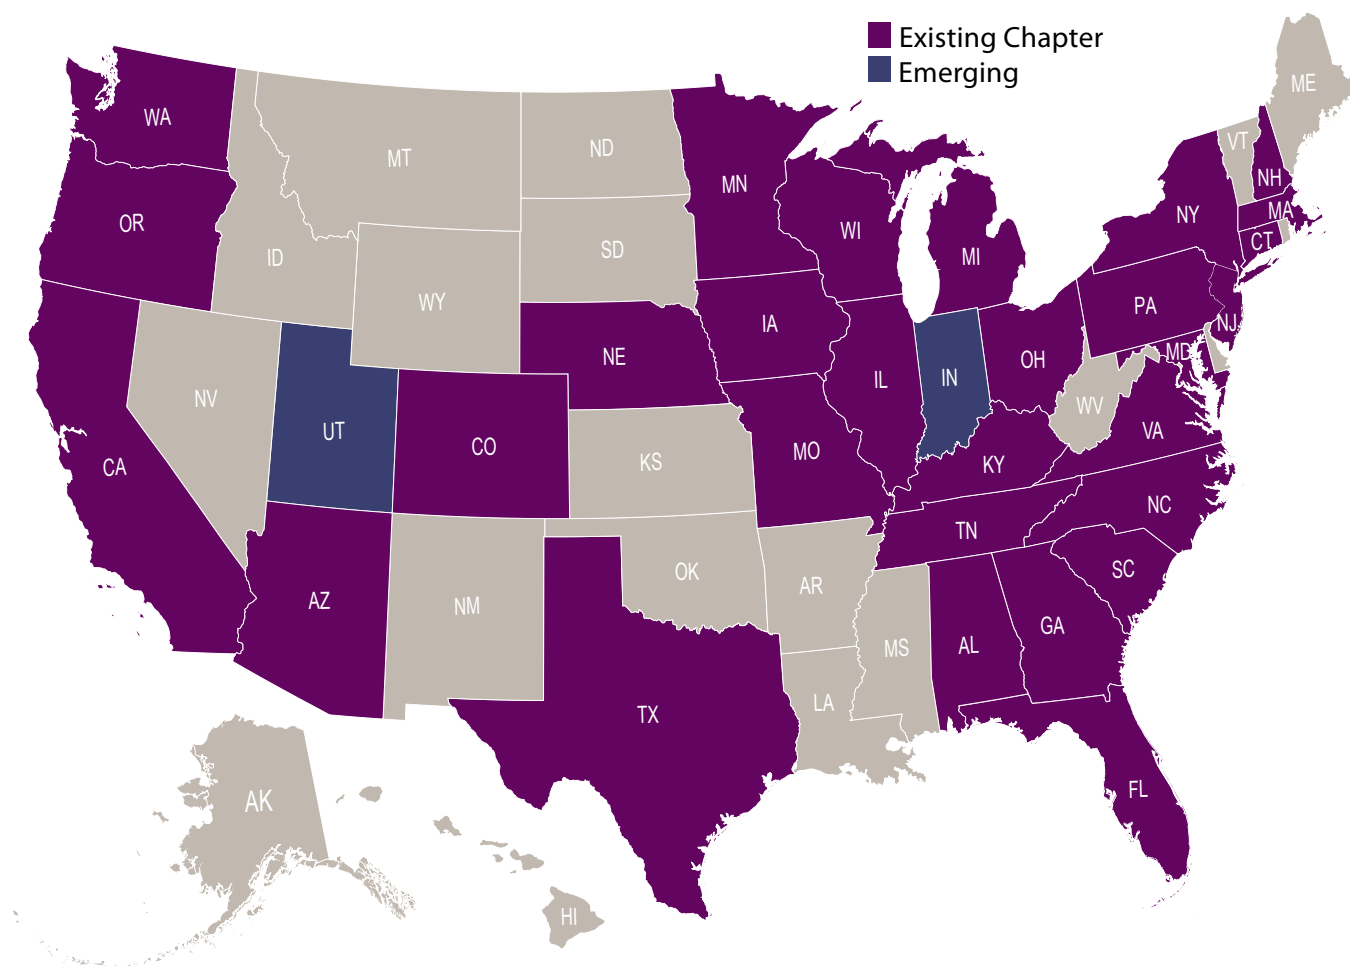 Existing Chapter
Emerging
ME
WA
VT
ND
MT
NH
MN
OR
MA
NY
WI
CT
SD
ID
MI
WY
PA
IA
NJ
MD
NE
OH
IN
IL
NV
WV
UT
VA
CO
MO
KS
KY
CA
NC
TN
SC
OK
AR
AZ
NM
GA
AL
MS
LA
TX
FL
AK
HI